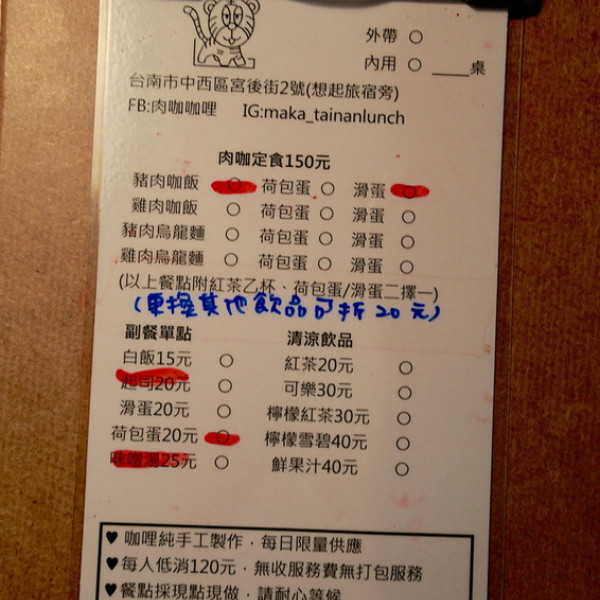 外帶 ○
內用 ○ ____桌
台南市中西區宮後街2號(想起旅宿旁)
FB:肉咖咖哩 IG:maka_tainanlunch
肉咖定食150元
豬肉咖飯 ○ 荷包蛋 ○ 滑蛋 ○
雞肉咖飯 ○ 荷包蛋 ○ 滑蛋 ○
豬肉烏龍麵 ○ 荷包蛋 ○ 滑蛋 ○
雞肉烏龍麵 ○ 荷包蛋 ○ 滑蛋 ○
(以上餐點附紅茶乙杯、荷包蛋/滑蛋二擇一)
(更換其他飲品可折20元)
副餐單點 清涼飲品
白飯15元 ○ 紅茶20元 ○
起司20元 ○ 可樂30元 ○
滑蛋20元 ○ 檸檬紅茶30元 ○
荷包蛋20元 ○ 檸檬雪碧40元 ○
味噌湯25元 ○ 鮮果汁40元 ○
♥ 咖哩純手工製作，每日限量供應
♥ 每人低消120元，無收服務費無打包服務
♥ 餐點採現點現做，請耐心等候